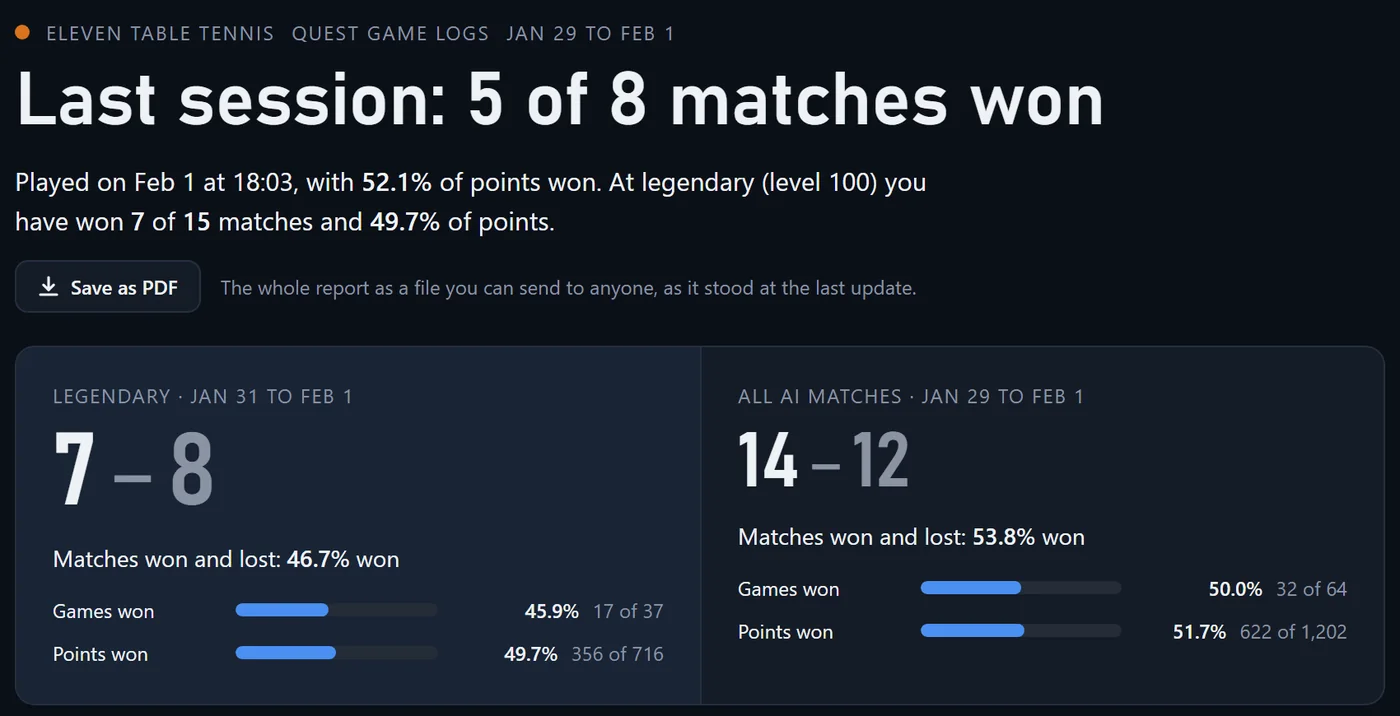 ELEVEN TABLE TENNIS QUEST GAME LOGS JAN 29 TO FEB 1
Last session: 5 of 8 matches won
Played on Feb 1 at 18:03, with 52.1% of points won. At legendary (level 100) you
have won 7 of 15 matches and 49.7% of points.
Save as PDF
The whole report as a file you can send to anyone, as it stood at the last update.
LEGENDARY · JAN 31 TO FEB 1
7 – 8
Matches won and lost: 46.7% won
Games won 45.9% 17 of 37
Points won 49.7% 356 of 716
ALL AI MATCHES · JAN 29 TO FEB 1
14 – 12
Matches won and lost: 53.8% won
Games won 50.0% 32 of 64
Points won 51.7% 622 of 1,202